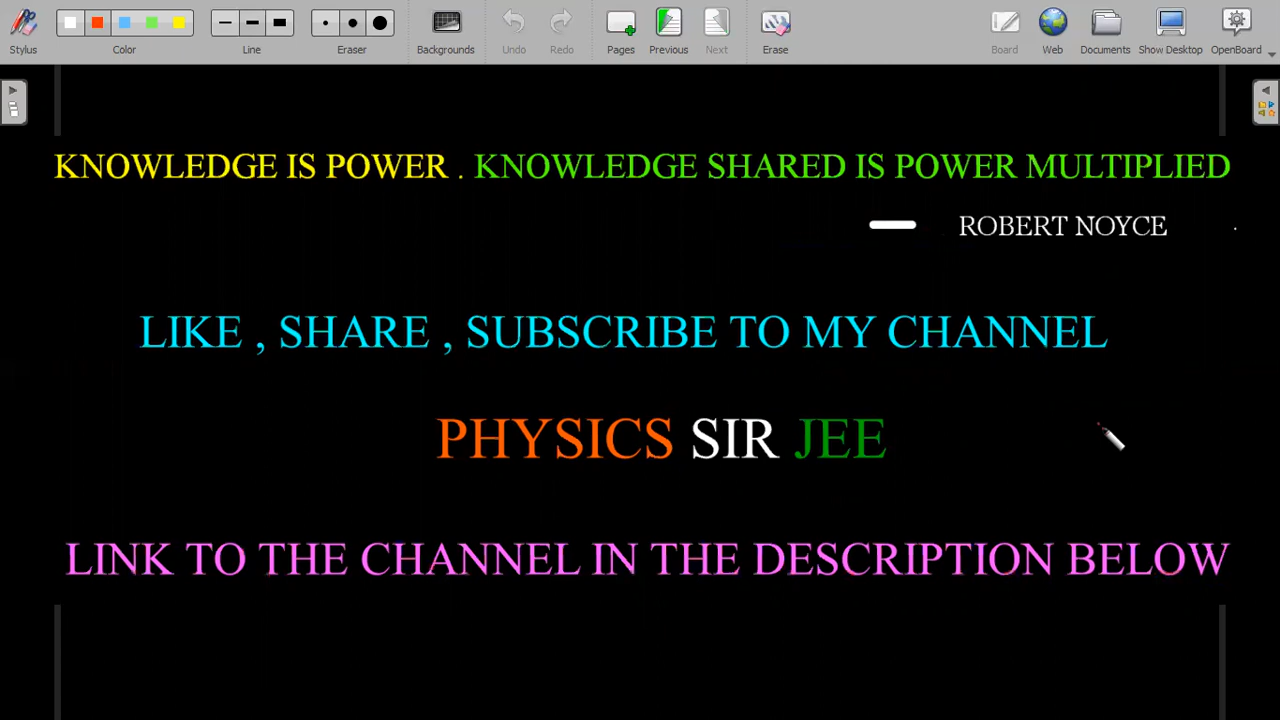 Stylus Color Line Eraser Backgrounds Undo Redo Pages Previous Next Erase Board Web Documents Show Desktop OpenBoard
KNOWLEDGE IS POWER . KNOWLEDGE SHARED IS POWER MULTIPLIED
— ROBERT NOYCE .
LIKE , SHARE , SUBSCRIBE TO MY CHANNEL
PHYSICS SIR JEE
LINK TO THE CHANNEL IN THE DESCRIPTION BELOW